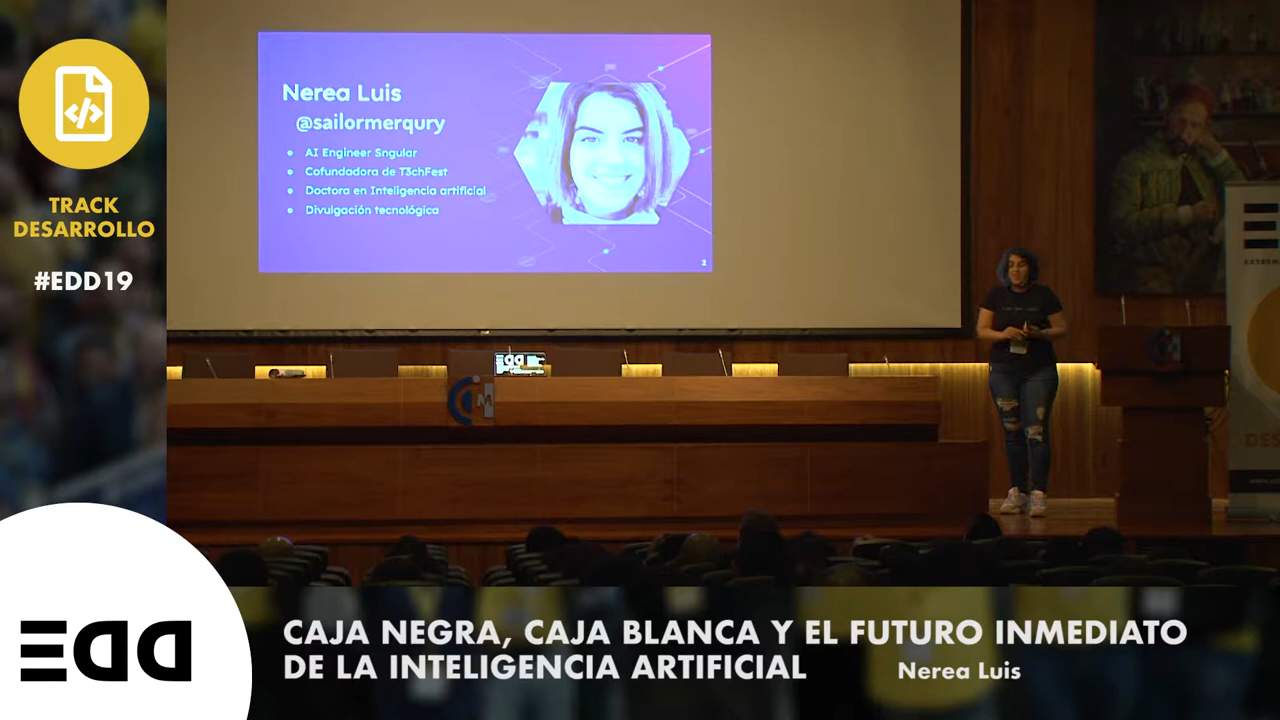 TRACK
DESARROLLO
#EDD19
Nerea Luis
@sailormerqury
AI Engineer Sngular
Cofundadora de T3chFest
Doctora en Inteligencia artificial
Divulgación tecnológica
2
EDD
CAJA NEGRA, CAJA BLANCA Y EL FUTURO INMEDIATO
DE LA INTELIGENCIA ARTIFICIAL
Nerea Luis
EDD